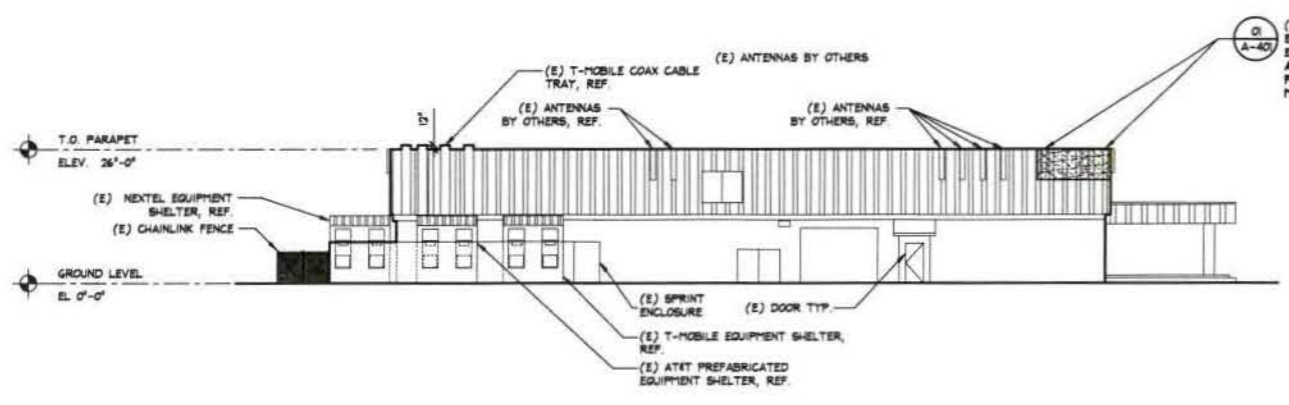 (E) T-MOBILE COAX CABLE
TRAY, REF.
(E) ANTENNAS BY OTHERS
01
A-401
(E) ANTENNAS
BY OTHERS, REF.
(E) ANTENNAS
BY OTHERS, REF.
T.O. PARAPET
ELEV. 26'-0"
(E) NEXTEL EQUIPMENT
SHELTER, REF.
(E) CHAINLINK FENCE
GROUND LEVEL
EL 0'-0"
(E) SPRINT
ENCLOSURE
(E) DOOR TYP.
(E) T-MOBILE EQUIPMENT SHELTER,
REF.
(E) AT&T PREFABRICATED
EQUIPMENT SHELTER, REF.